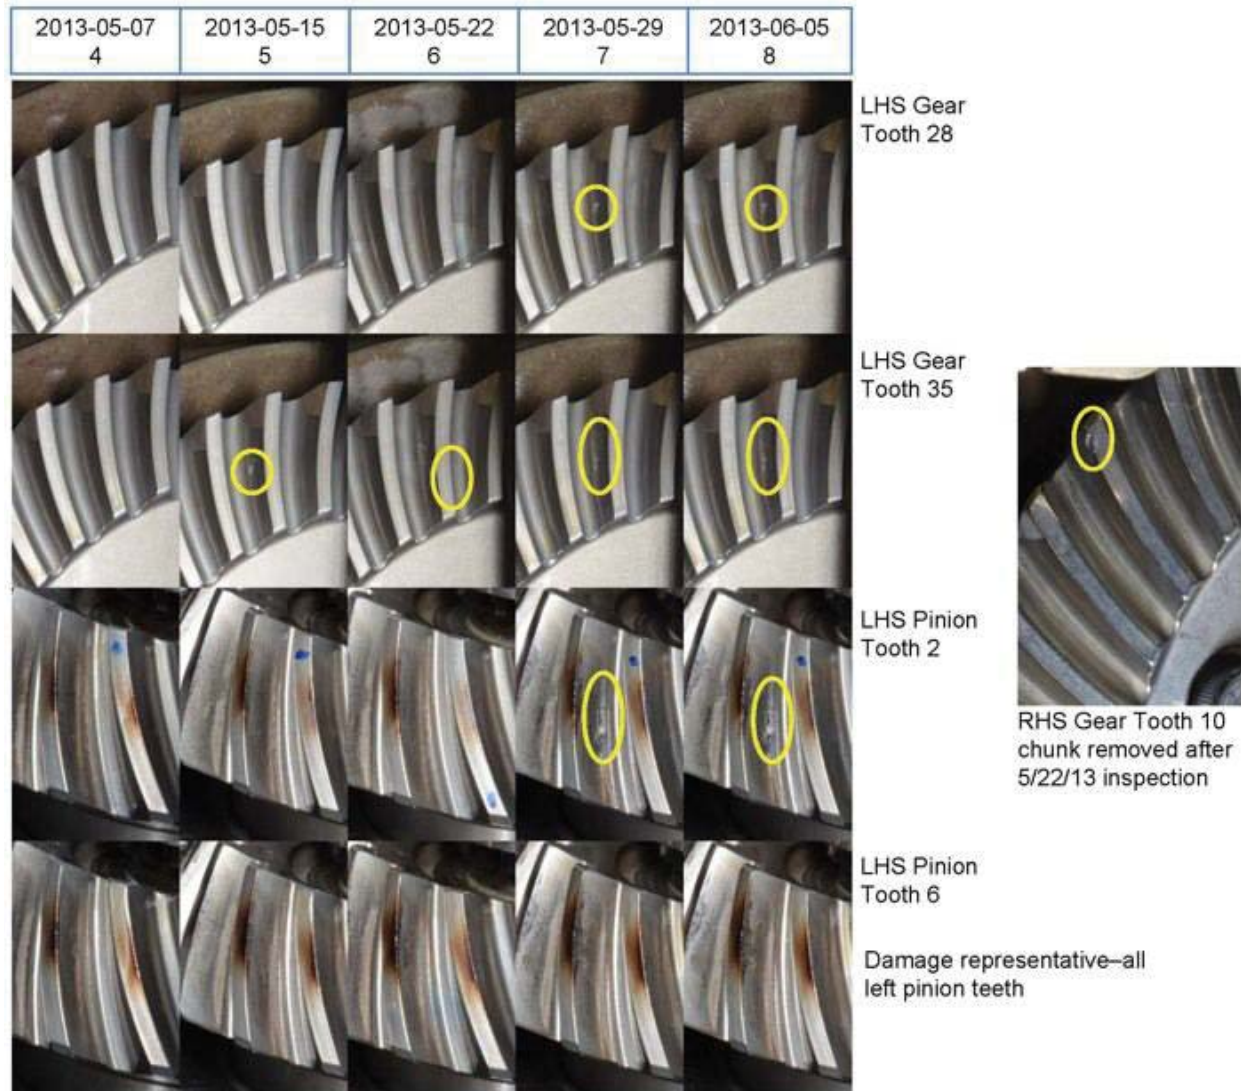 2013-05-07
4
2013-05-15
5
2013-05-22
6
2013-05-29
7
2013-06-05
8
LHS Gear
Tooth 28
LHS Gear
Tooth 35
LHS Pinion
Tooth 2
RHS Gear Tooth 10
chunk removed after
5/22/13 inspection
LHS Pinion
Tooth 6
Damage representative–all
left pinion teeth